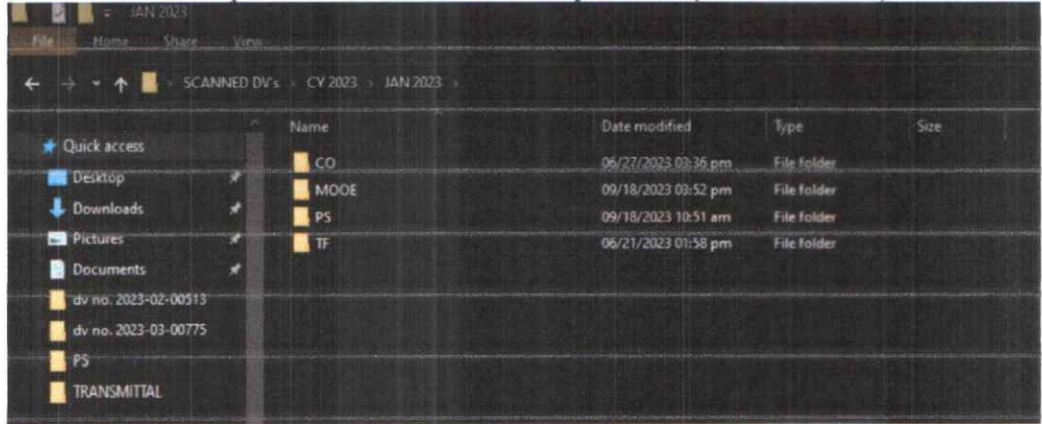 JAN 2023
File Home Share View
SCANNED DV's > CY 2023 > JAN 2023 >
Name Date modified Type Size
Quick access
Desktop
Downloads
Pictures
Documents
dv no. 2023-02-00513
dv no. 2023-03-00775
PS
TRANSMITTAL
CO 06/27/2023 03:36 pm File folder
MOOE 09/18/2023 03:52 pm File folder
PS 09/18/2023 10:51 am File folder
TF 06/21/2023 01:58 pm File folder